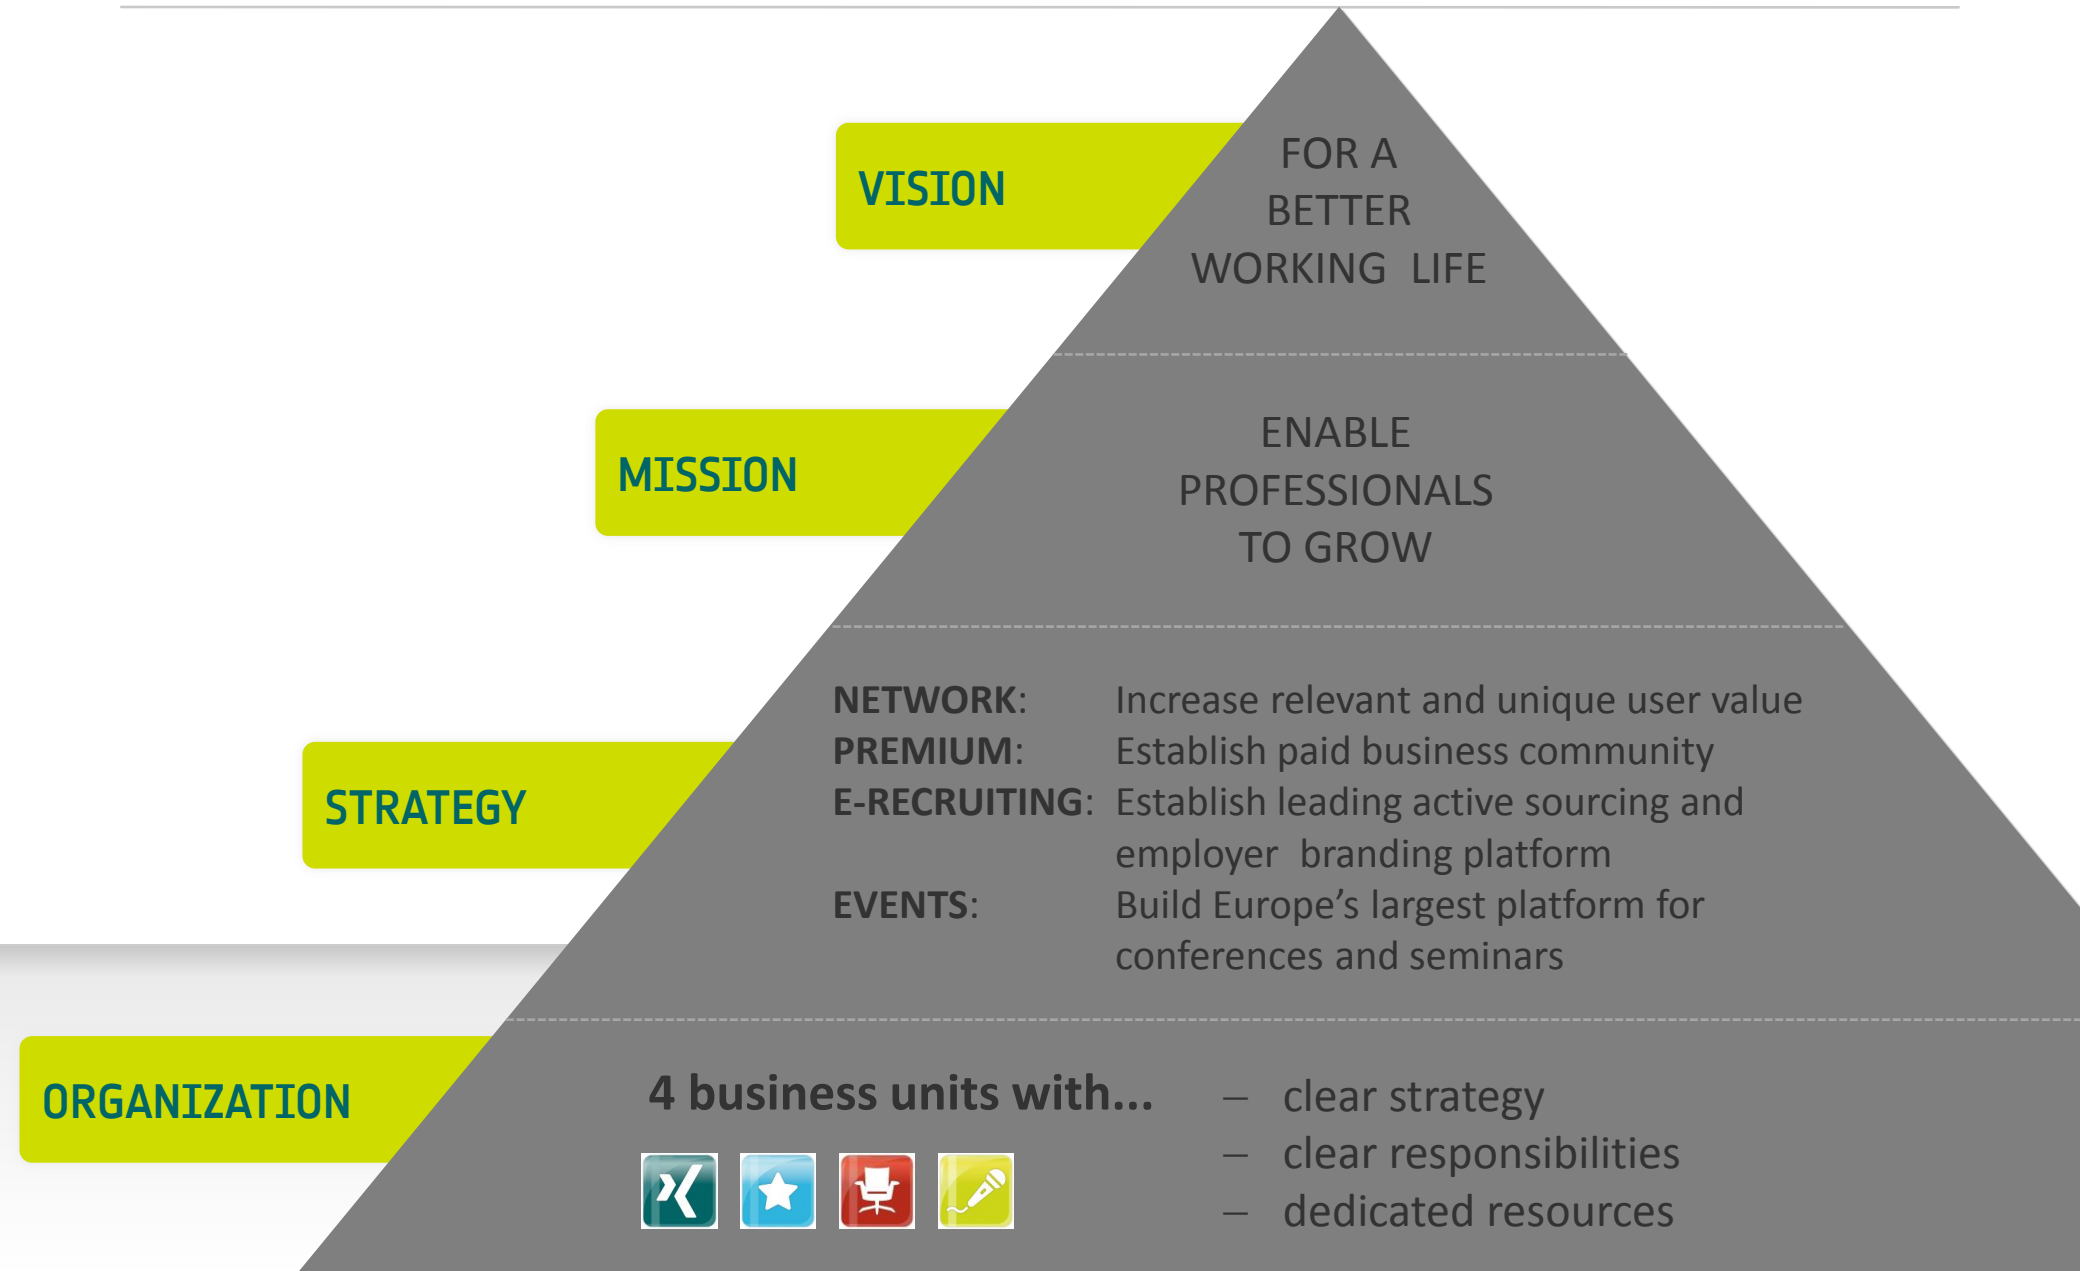 VISION
FOR A
BETTER
WORKING LIFE
MISSION
ENABLE
PROFESSIONALS
TO GROW
STRATEGY
NETWORK: Increase relevant and unique user value
PREMIUM: Establish paid business community
E-RECRUITING: Establish leading active sourcing and
employer branding platform
EVENTS: Build Europe’s largest platform for
conferences and seminars
ORGANIZATION
4 business units with...
– clear strategy
– clear responsibilities
– dedicated resources